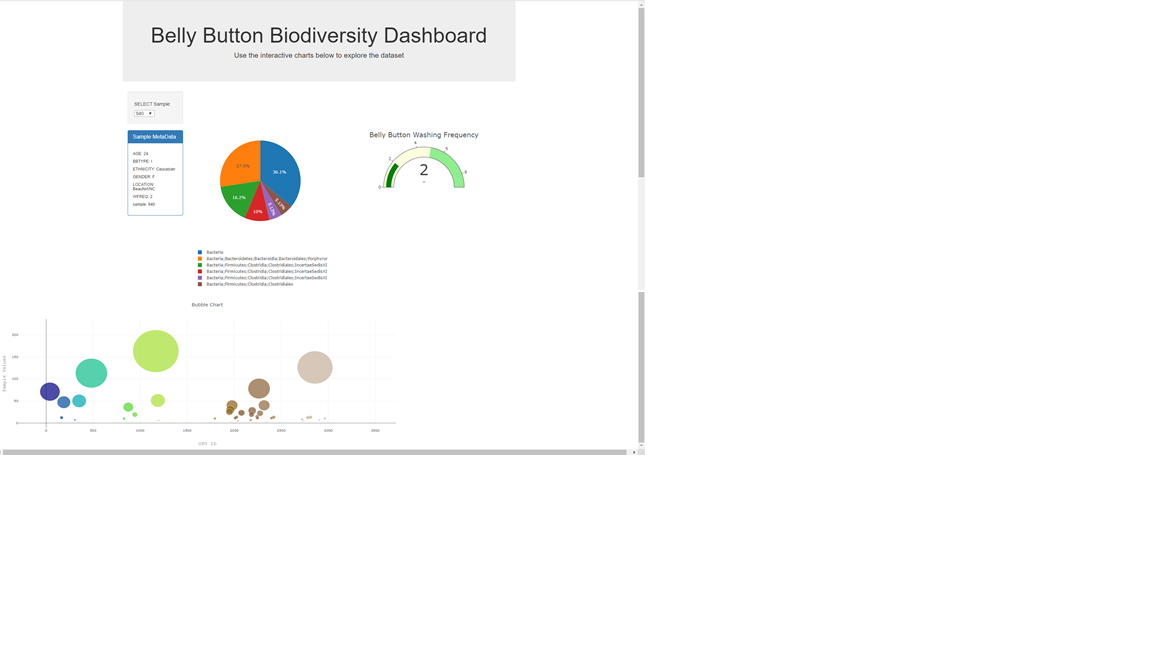 Belly Button Biodiversity Dashboard
Use the interactive charts below to explore the dataset
SELECT Sample:
940
Sample MetaData
AGE: 24
BBTYPE: I
ETHNICITY: Caucasian
GENDER: F
LOCATION:
Beaufort/NC
WFREQ: 2
sample: 940
27.6%
36.1%
16.2%
10%
Belly Button Washing Frequency
0
2
4
6
8
2
Bacteria
Bacteria;Bacteroidetes;Bacteroidia;Bacteroidales;Porphyror
Bacteria;Firmicutes;Clostridia;Clostridiales;IncertaeSedisXI
Bacteria;Firmicutes;Clostridia;Clostridiales;IncertaeSedisXI
Bacteria;Firmicutes;Clostridia;Clostridiales;IncertaeSedisXI
Bacteria;Firmicutes;Clostridia;Clostridiales
Bubble Chart
Sample Values
200
150
100
50
0
0
500
1000
1500
2000
2500
3000
3500
OTU ID